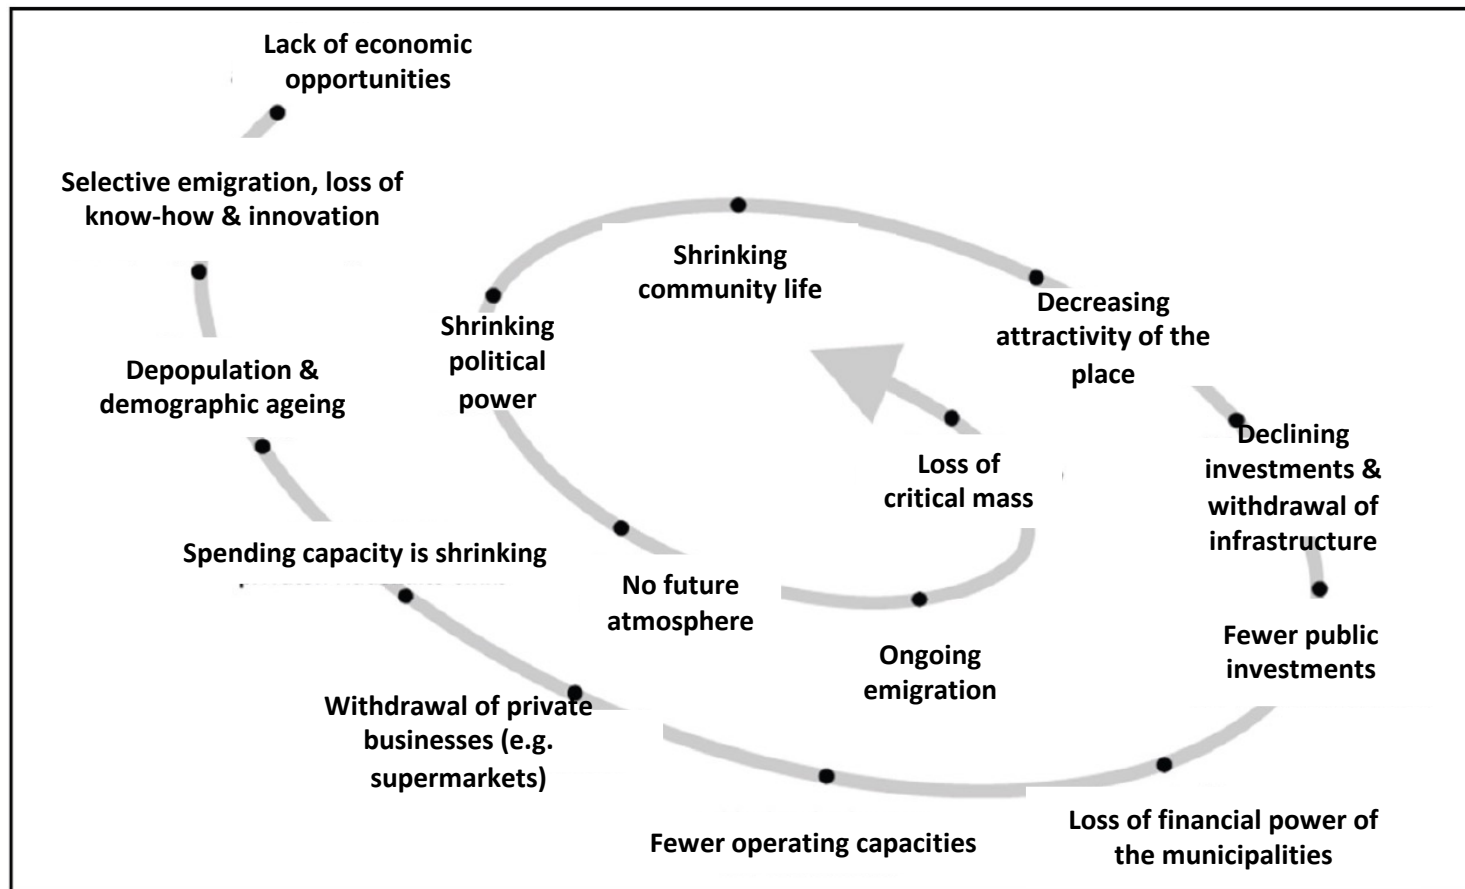 Lack of economic
opportunities
Selective emigration, loss of
know-how & innovation
Depopulation &
demographic ageing
Spending capacity is shrinking
Withdrawal of private
businesses (e.g.
supermarkets)
Fewer operating capacities
Loss of financial power of
the municipalities
Fewer public
investments
Declining
investments &
withdrawal of
infrastructure
Decreasing
attractivity of the
place
Shrinking
community life
Shrinking
political
power
No future
atmosphere
Ongoing
emigration
Loss of
critical mass